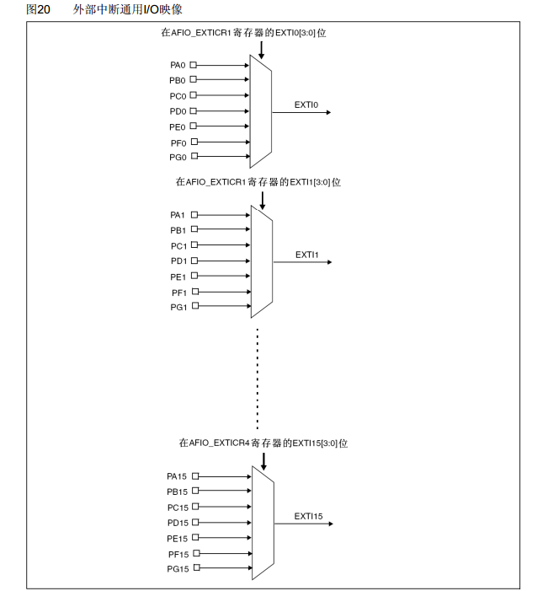 图20 外部中断通用I/O映像
在AFIO_EXTICR1寄存器的EXTI0[3:0]位
PA0
PB0
PC0
PD0
PE0
PF0
PG0
EXTI0
在AFIO_EXTICR1寄存器的EXTI1[3:0]位
PA1
PB1
PC1
PD1
PE1
PF1
PG1
EXTI1
在AFIO_EXTICR4寄存器的EXTI15[3:0]位
PA15
PB15
PC15
PD15
PE15
PF15
PG15
EXTI15